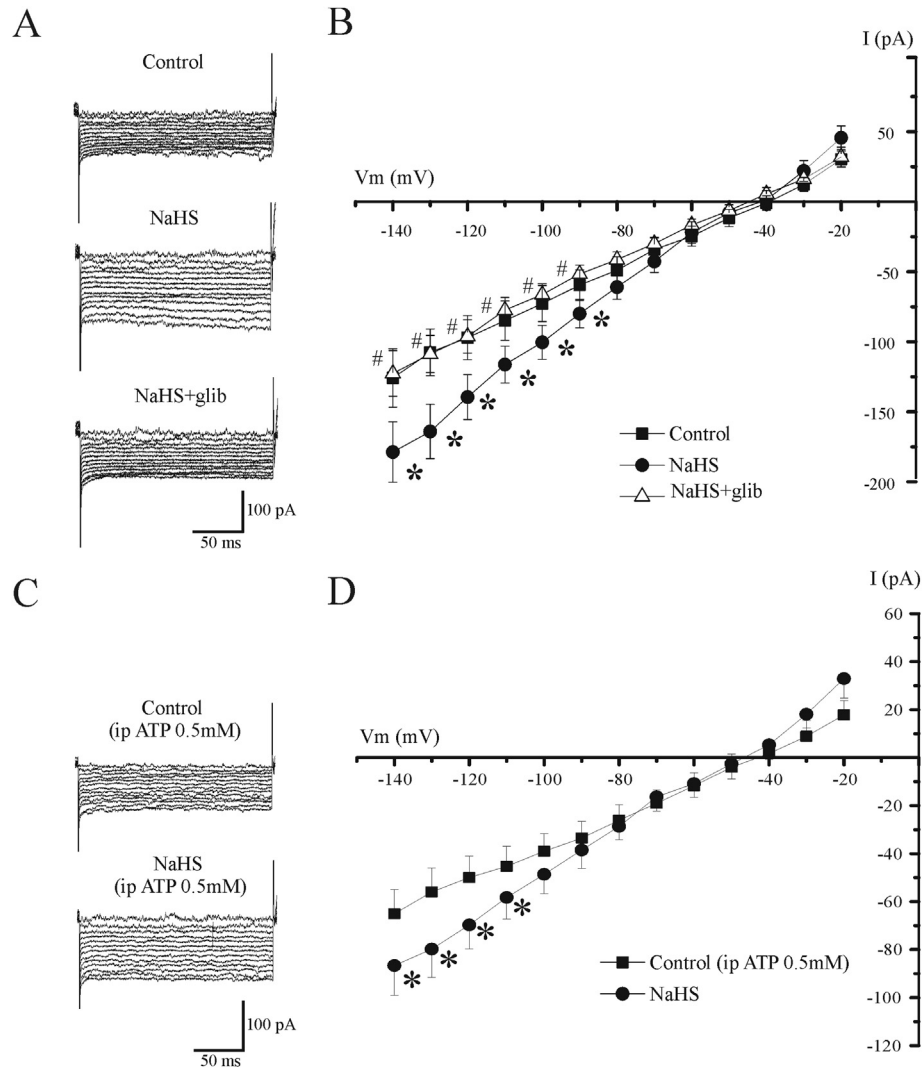 A
Control
NaHS
NaHS+glib
100 pA
50 ms
B
I (pA)
Vm (mV)
50
-140 -120 -100 -80 -60 -40 -20
-50
-100
-150
-200
# # # # # #
* * * * * *
Control
NaHS
NaHS+glib
C
Control
(ip ATP 0.5mM)
NaHS
(ip ATP 0.5mM)
100 pA
50 ms
D
I (pA)
60
40
20
Vm (mV)
-140 -120 -100 -80 -60 -40 -20
-20
-40
-60
-80
-100
-120
* * * *
Control (ip ATP 0.5mM)
NaHS